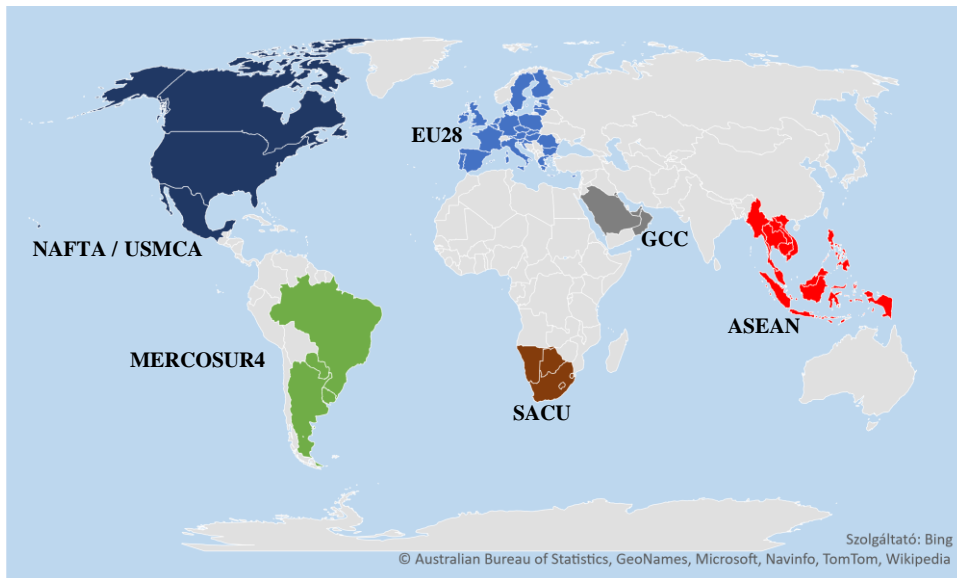 EU28
NAFTA / USMCA
GCC
ASEAN
MERCOSUR4
SACU
Szolgáltató: Bing
© Australian Bureau of Statistics, GeoNames, Microsoft, Navinfo, TomTom, Wikipedia